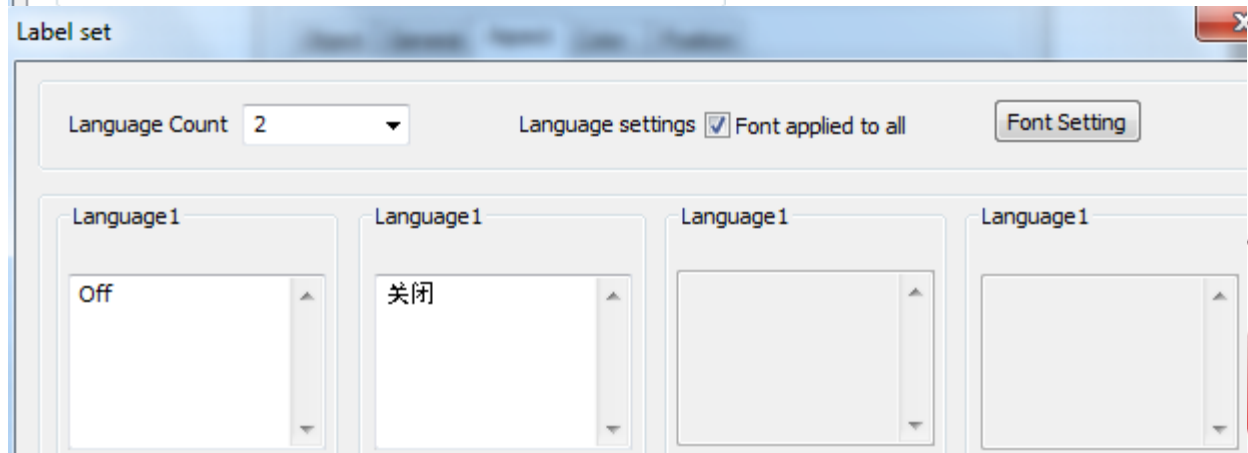 Label set
Language Count 2 Language settings Font applied to all Font Setting
Language1 Language1 Language1 Language1
Off 关闭